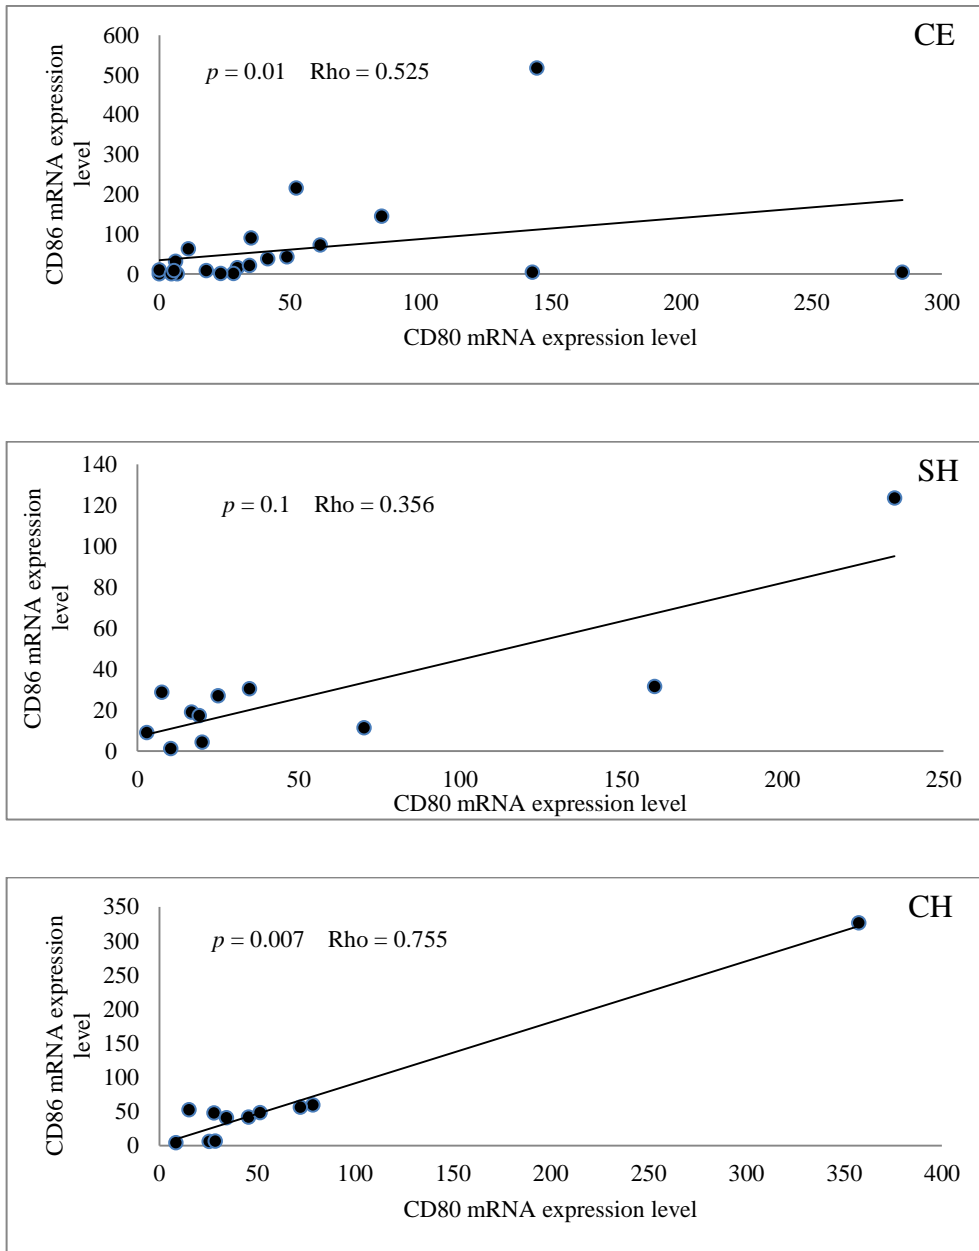 CE
p = 0.01 Rho = 0.525
CD86 mRNA expression
level
600
500
400
300
200
100
0
0 50 100 150 200 250 300
CD80 mRNA expression level
SH
p = 0.1 Rho = 0.356
CD86 mRNA expression
level
140
120
100
80
60
40
20
0
0 50 100 150 200 250
CD80 mRNA expression level
CH
p = 0.007 Rho = 0.755
CD86 mRNA expression
level
350
300
250
200
150
100
50
0
0 50 100 150 200 250 300 350 400
CD80 mRNA expression level